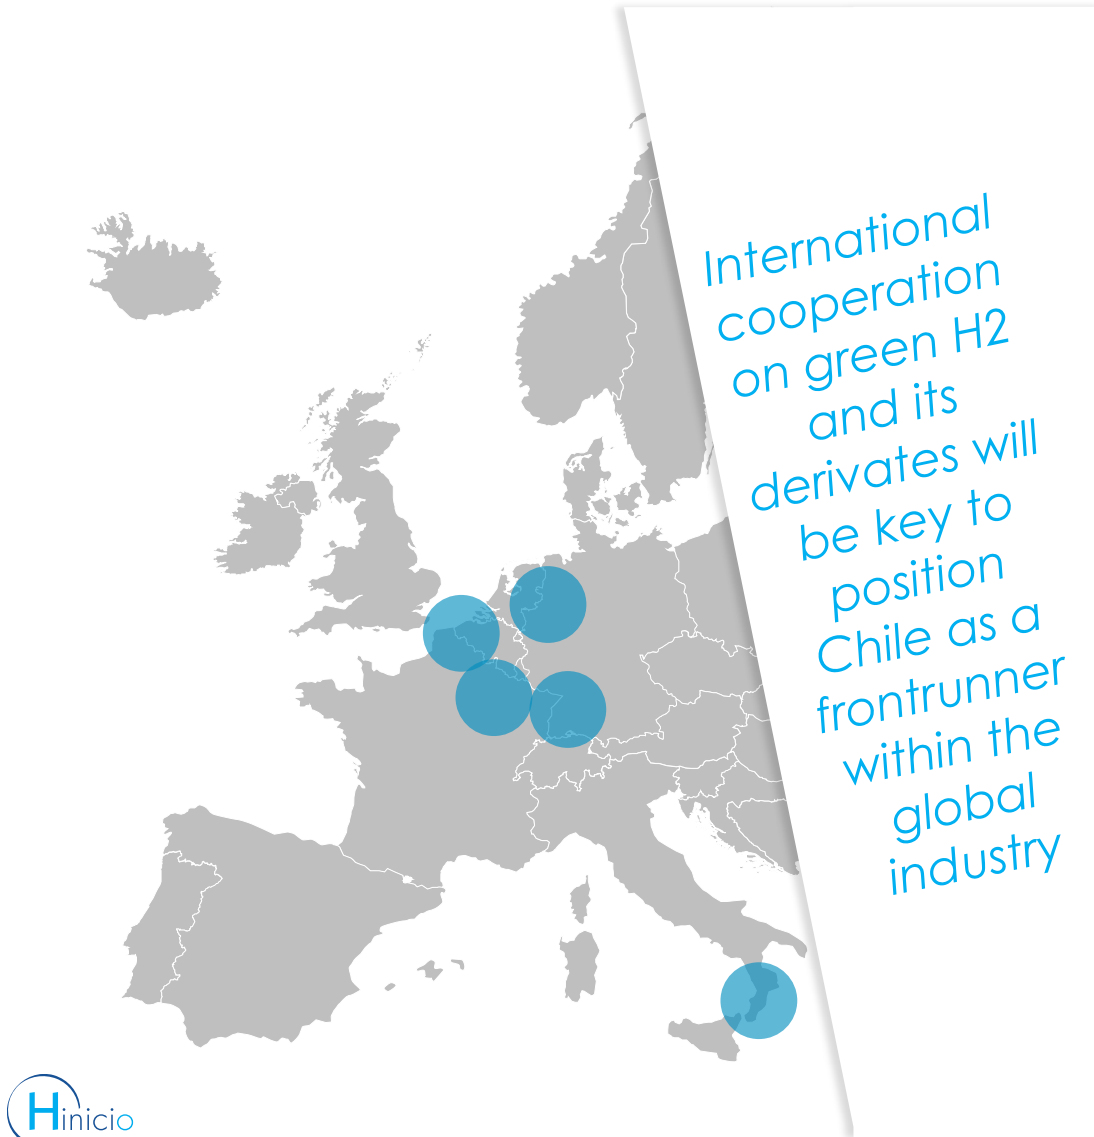 International
cooperation
on green H2
and its
derivates will
be key to
position
Chile as a
frontrunner
within the
global
industry
Hinicio